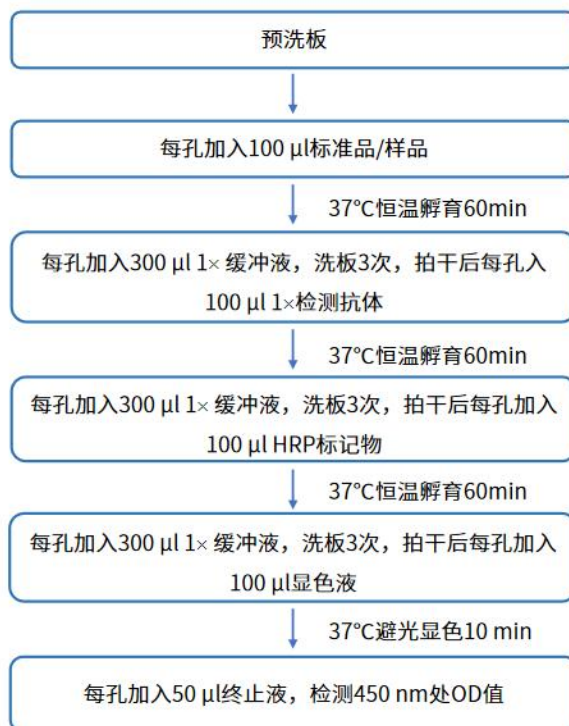 预洗板
每孔加入100 μl标准品/样品
37℃恒温孵育60min
每孔加入300 μl 1× 缓冲液，洗板3次，拍干后每孔入
100 μl 1×检测抗体
37℃恒温孵育60min
每孔加入300 μl 1× 缓冲液，洗板3次，拍干后每孔加入
100 μl HRP标记物
37℃恒温孵育60min
每孔加入300 μl 1× 缓冲液，洗板3次，拍干后每孔加入
100 μl显色液
37℃避光显色10 min
每孔加入50 μl终止液，检测450 nm处OD值